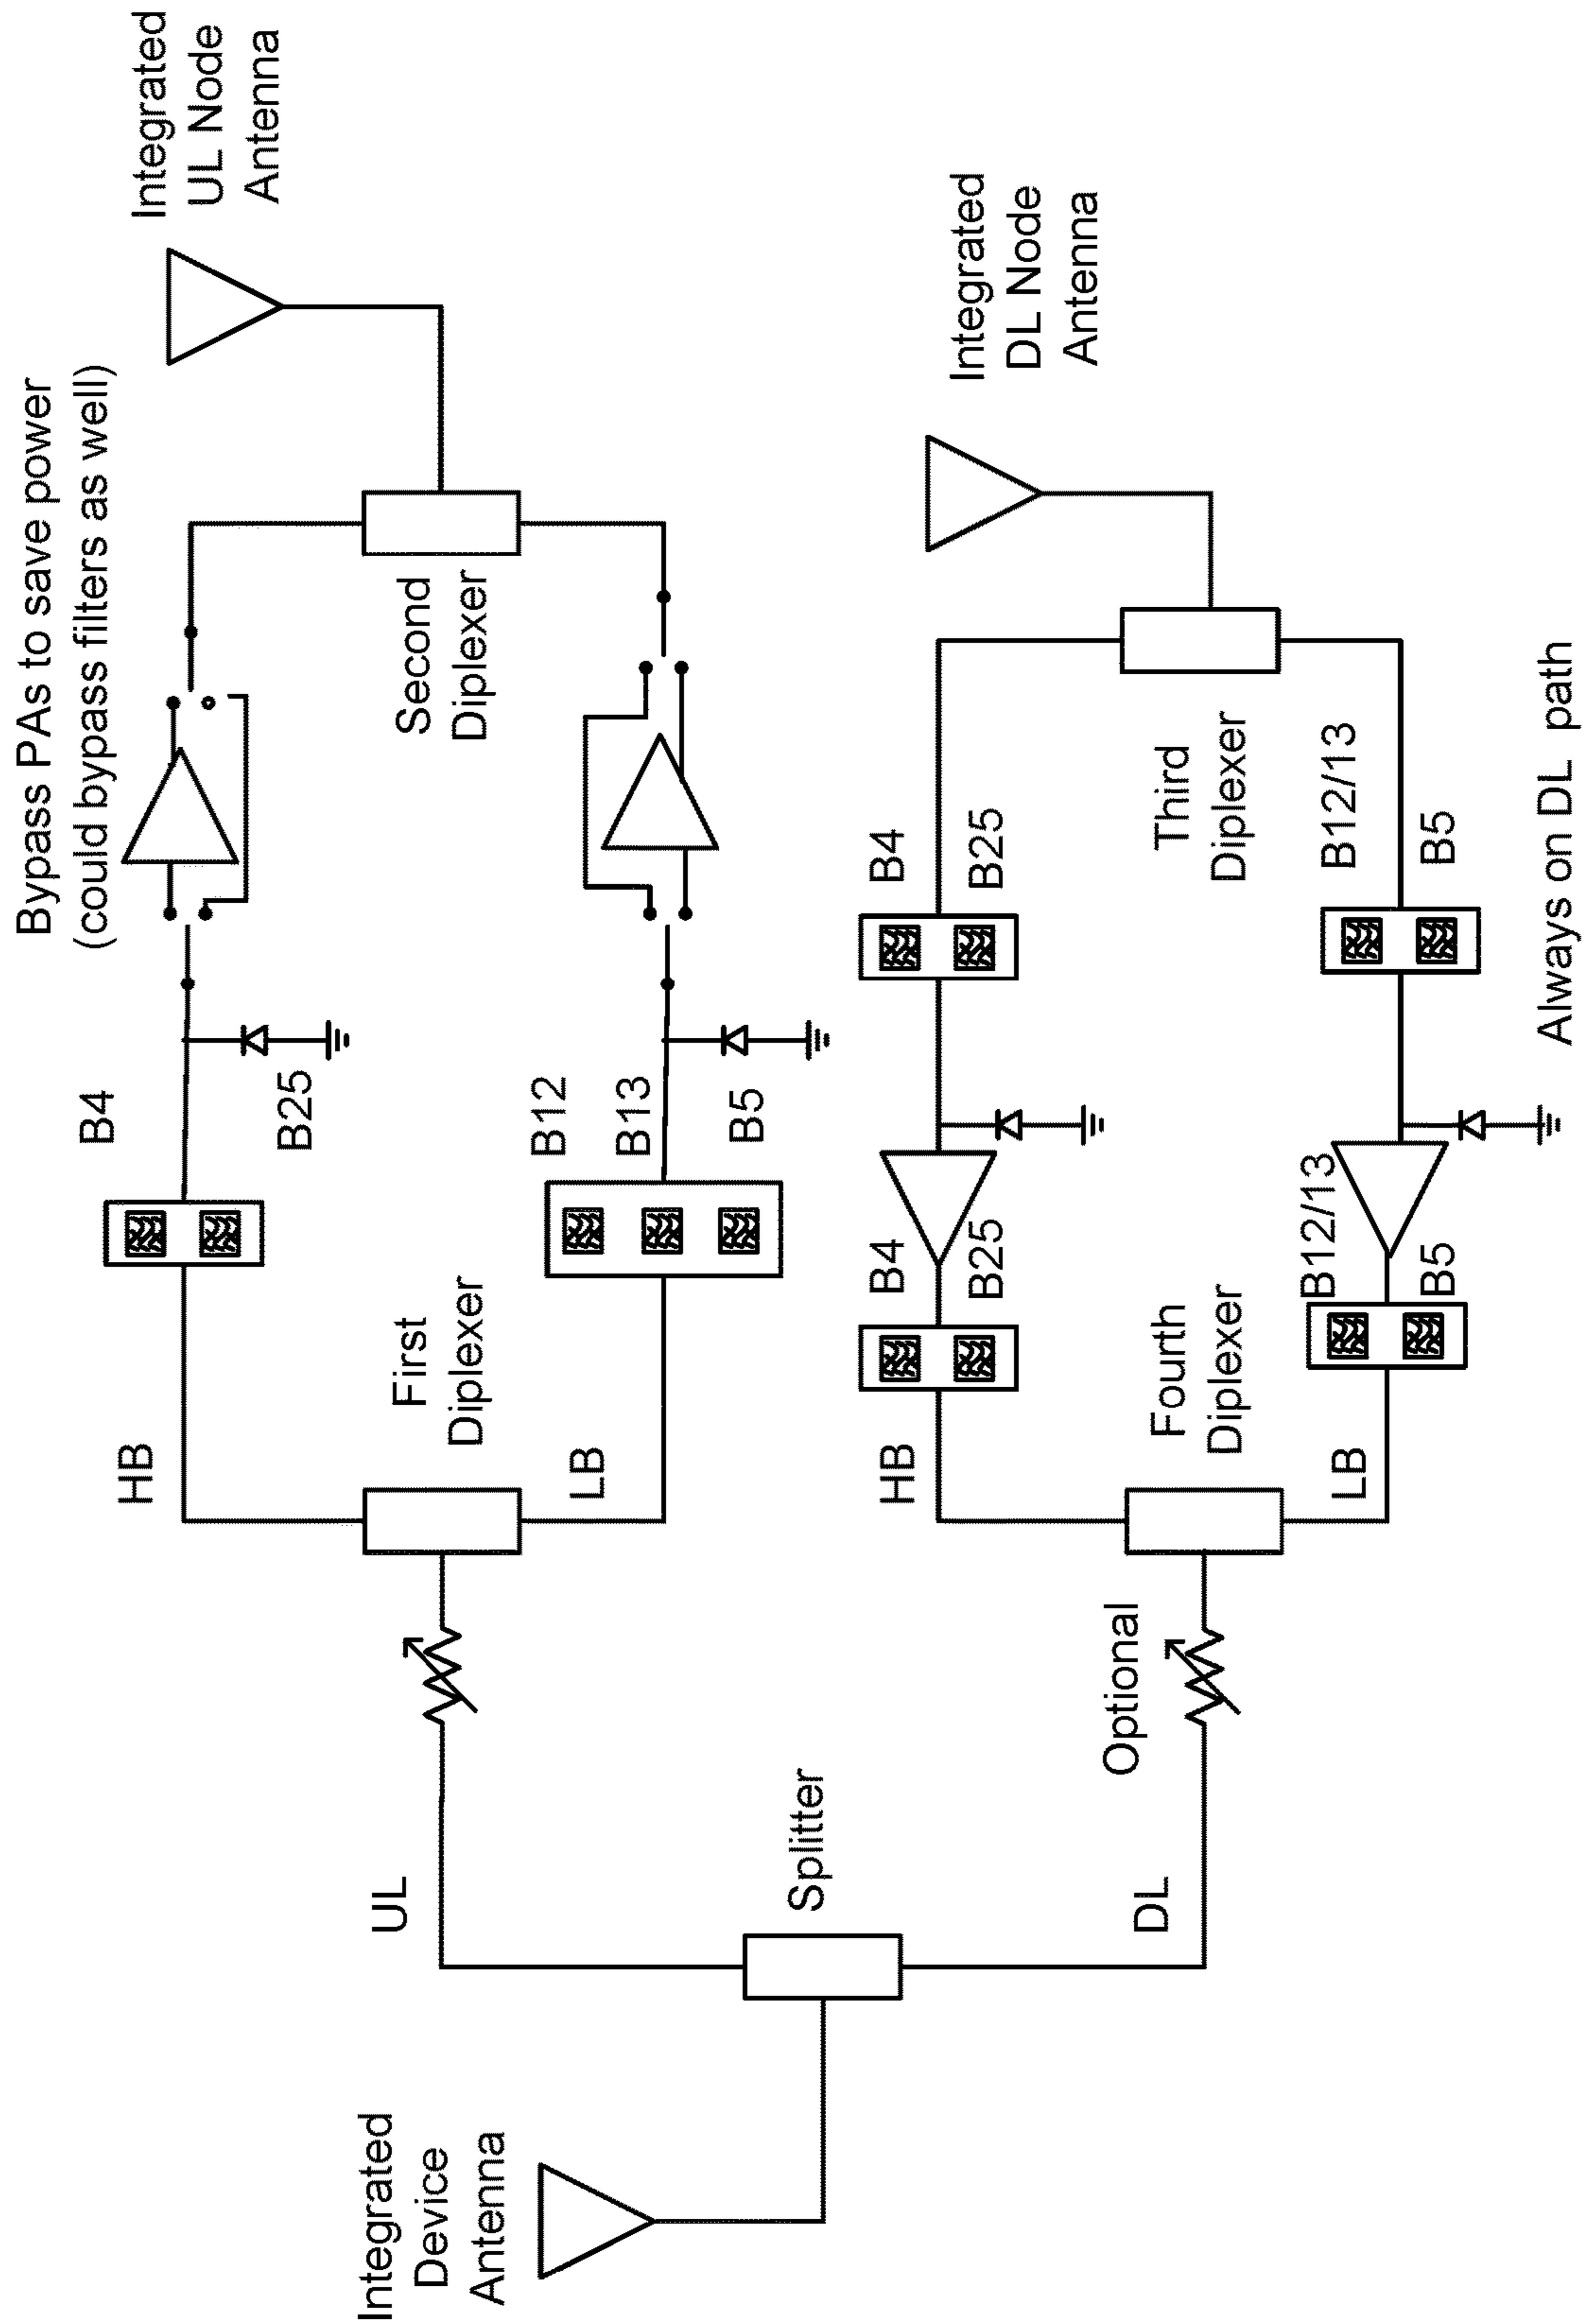 Bypass PAs to save power
(could bypass filters as well)
Integrated
UL Node
Antenna
HB
B4
B25
UL
First
Diplexer
Second
Diplexer
LB
B12
B13
B5
Integrated
Device
Antenna
Splitter
HB
B4
B25
B4
B25
Integrated
DL Node
Antenna
DL
Optional
Fourth
Diplexer
Third
Diplexer
LB
B12/13
B5
B12/13
B5
Always on DL path